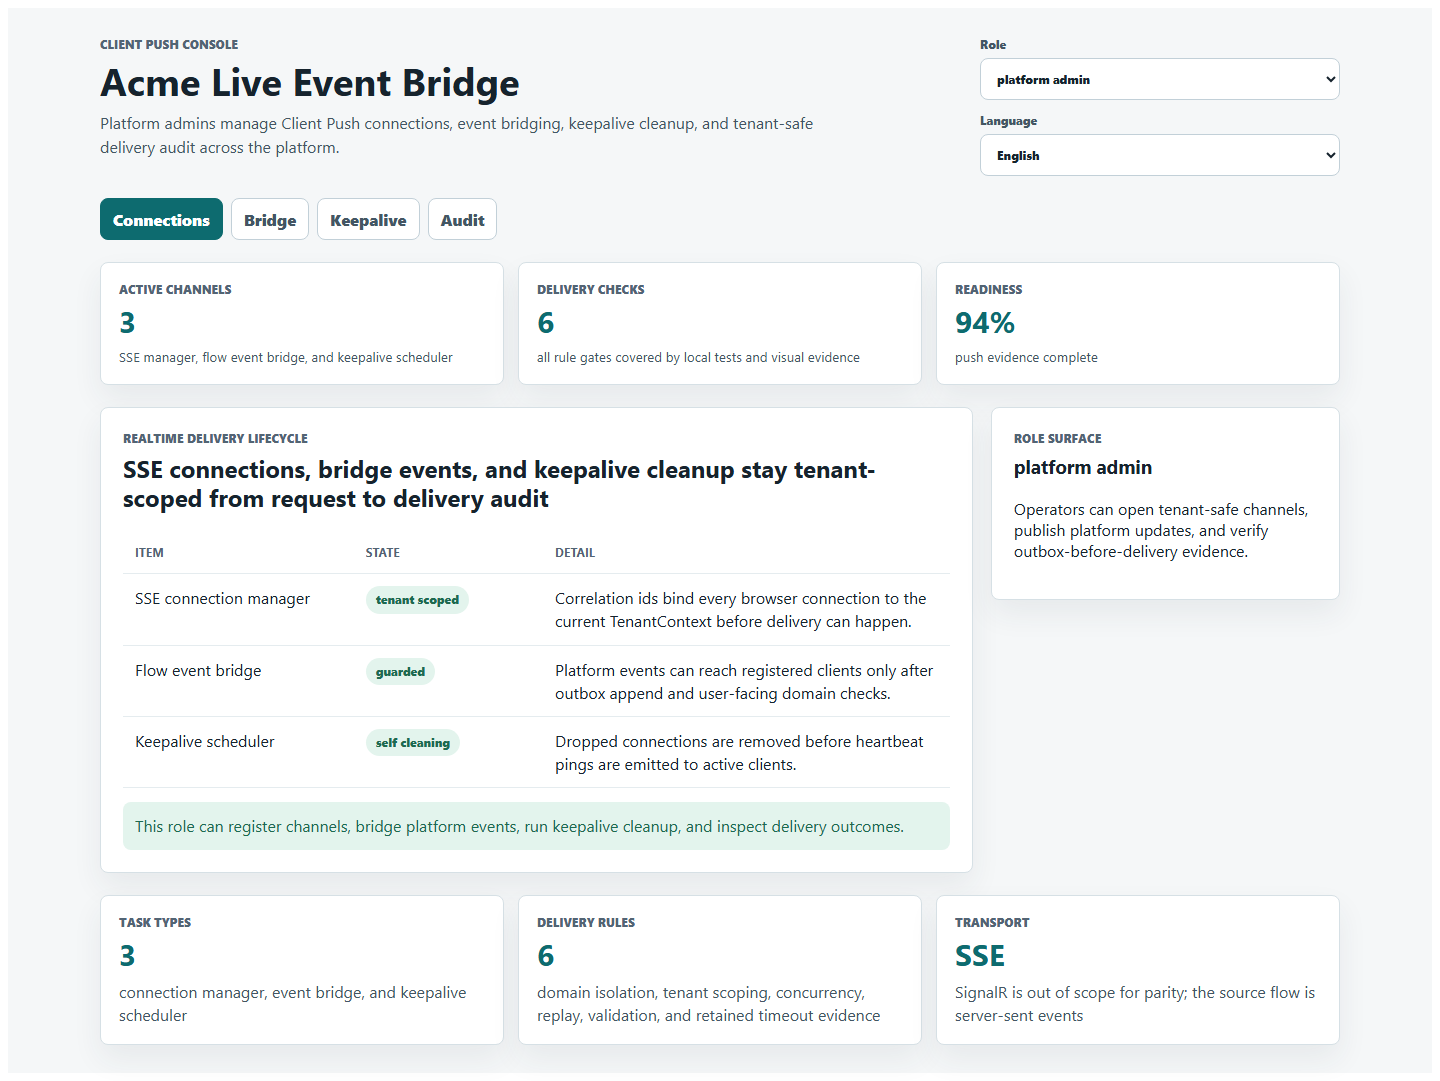 CLIENT PUSH CONSOLE
Acme Live Event Bridge
Platform admins manage Client Push connections, event bridging, keepalive cleanup, and tenant-safe
delivery audit across the platform.
Role
platform admin
Language
English
Connections
Bridge
Keepalive
Audit
ACTIVE CHANNELS
3
SSE manager, flow event bridge, and keepalive scheduler
DELIVERY CHECKS
6
all rule gates covered by local tests and visual evidence
READINESS
94%
push evidence complete
REALTIME DELIVERY LIFECYCLE
SSE connections, bridge events, and keepalive cleanup stay tenant-
scoped from request to delivery audit
ITEM STATE DETAIL
SSE connection manager
tenant scoped
Correlation ids bind every browser connection to the
current TenantContext before delivery can happen.
Flow event bridge
guarded
Platform events can reach registered clients only after
outbox append and user-facing domain checks.
Keepalive scheduler
self cleaning
Dropped connections are removed before heartbeat
pings are emitted to active clients.
This role can register channels, bridge platform events, run keepalive cleanup, and inspect delivery outcomes.
ROLE SURFACE
platform admin
Operators can open tenant-safe channels,
publish platform updates, and verify
outbox-before-delivery evidence.
TASK TYPES
3
connection manager, event bridge, and keepalive
scheduler
DELIVERY RULES
6
domain isolation, tenant scoping, concurrency,
replay, validation, and retained timeout evidence
TRANSPORT
SSE
SignalR is out of scope for parity; the source flow is
server-sent events